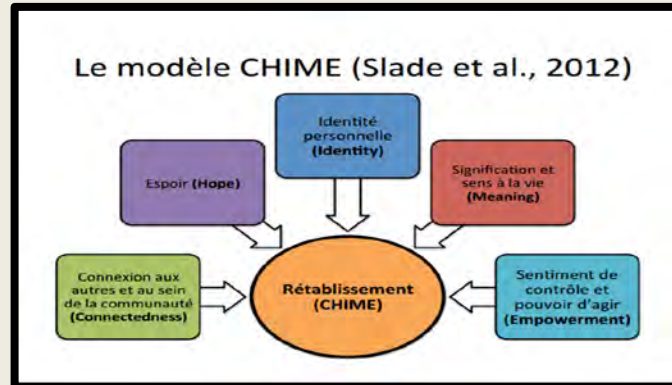 Le modèle CHIME (Slade et al., 2012)
Identité
personnelle
(Identity)
Espoir (Hope)
Signification et
sens à la vie
(Meaning)
Connexion aux
autres et au sein
de la communauté
(Connectedness)
Rétablissement
(CHIME)
Sentiment de
contrôle et
pouvoir d'agir
(Empowerment)